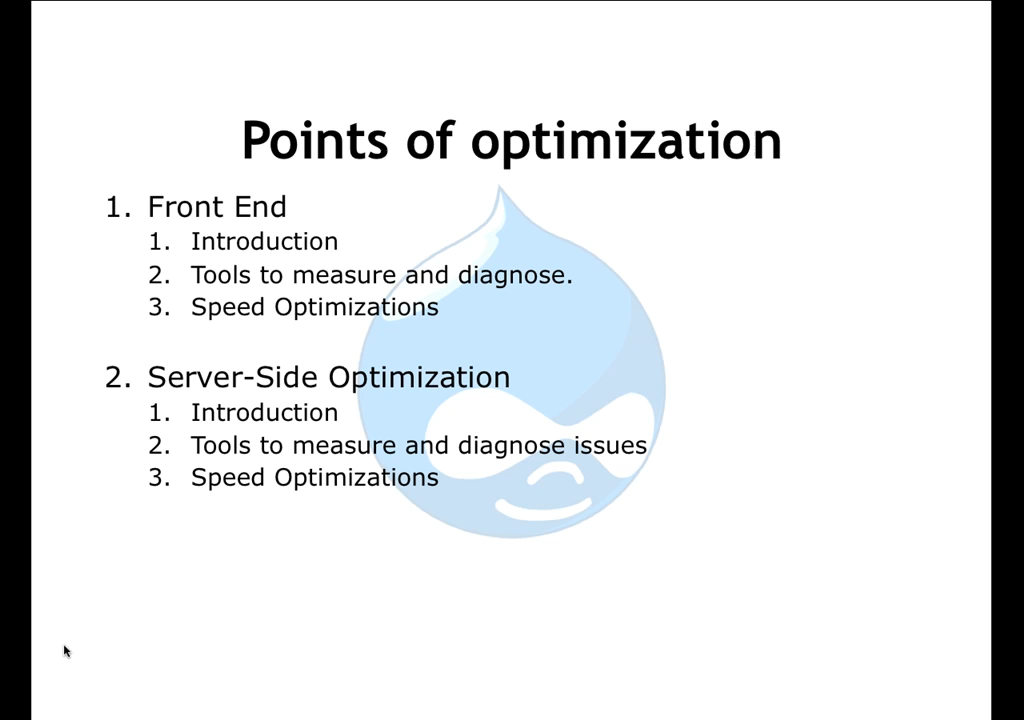 Points of optimization
1. Front End
1. Introduction
2. Tools to measure and diagnose.
3. Speed Optimizations
2. Server-Side Optimization
1. Introduction
2. Tools to measure and diagnose issues
3. Speed Optimizations